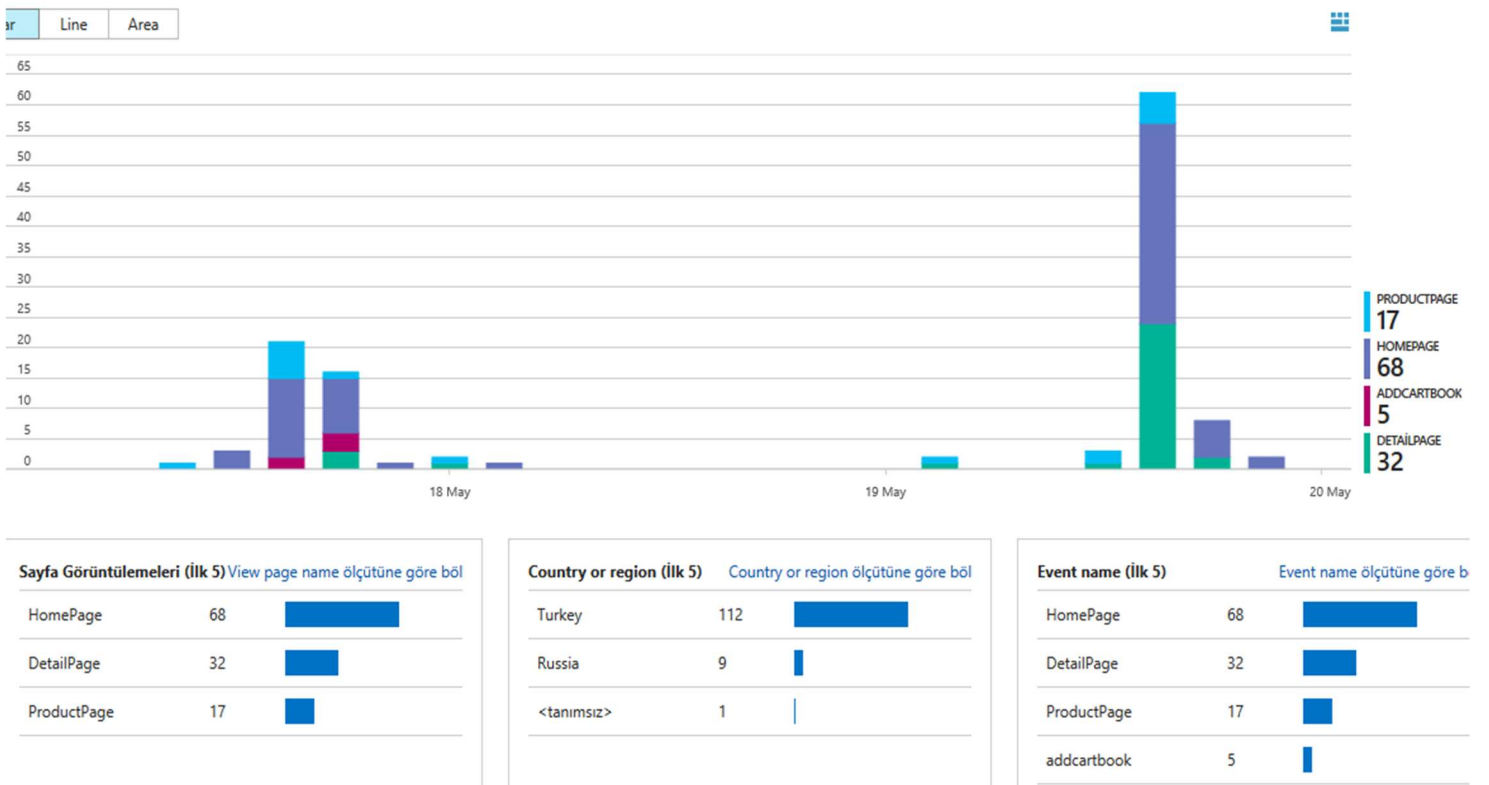 ar Line Area
65
60
55
50
45
40
35
30
25
20
15
10
5
0
18 May 19 May 20 May
PRODUCTPAGE
17
HOMEPAGE
68
ADDCARTBOOK
5
DETAİLPAGE
32
Sayfa Görüntülemeleri (İlk 5) View page name ölçütüne göre böl
HomePage 68
DetailPage 32
ProductPage 17
Country or region (İlk 5) Country or region ölçütüne göre böl
Turkey 112
Russia 9
<tanımsız> 1
Event name (İlk 5) Event name ölçütüne göre b
HomePage 68
DetailPage 32
ProductPage 17
addcartbook 5